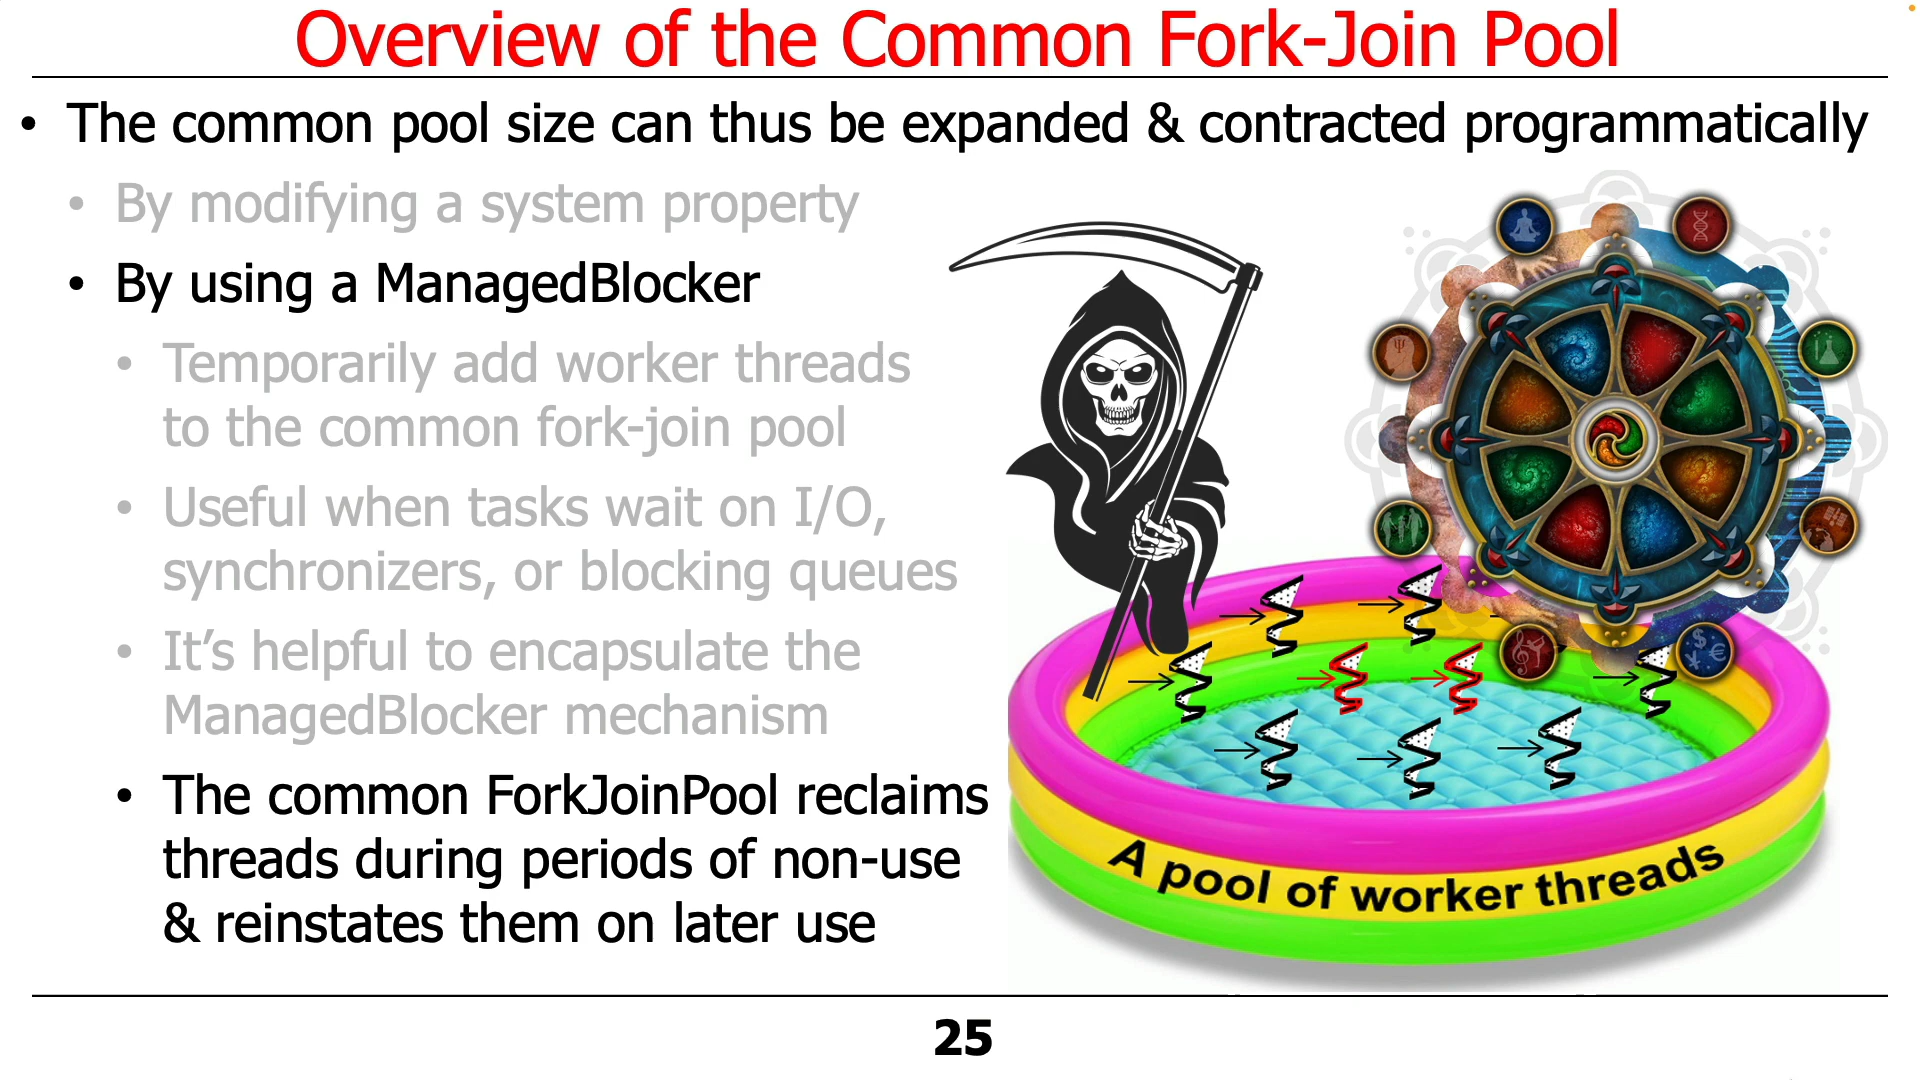 Overview of the Common Fork-Join Pool
• The common pool size can thus be expanded & contracted programmatically
• By modifying a system property
• By using a ManagedBlocker
• Temporarily add worker threads
to the common fork-join pool
• Useful when tasks wait on I/O,
synchronizers, or blocking queues
• It’s helpful to encapsulate the
ManagedBlocker mechanism
• The common ForkJoinPool reclaims
threads during periods of non-use
& reinstates them on later use
A pool of worker threads
25